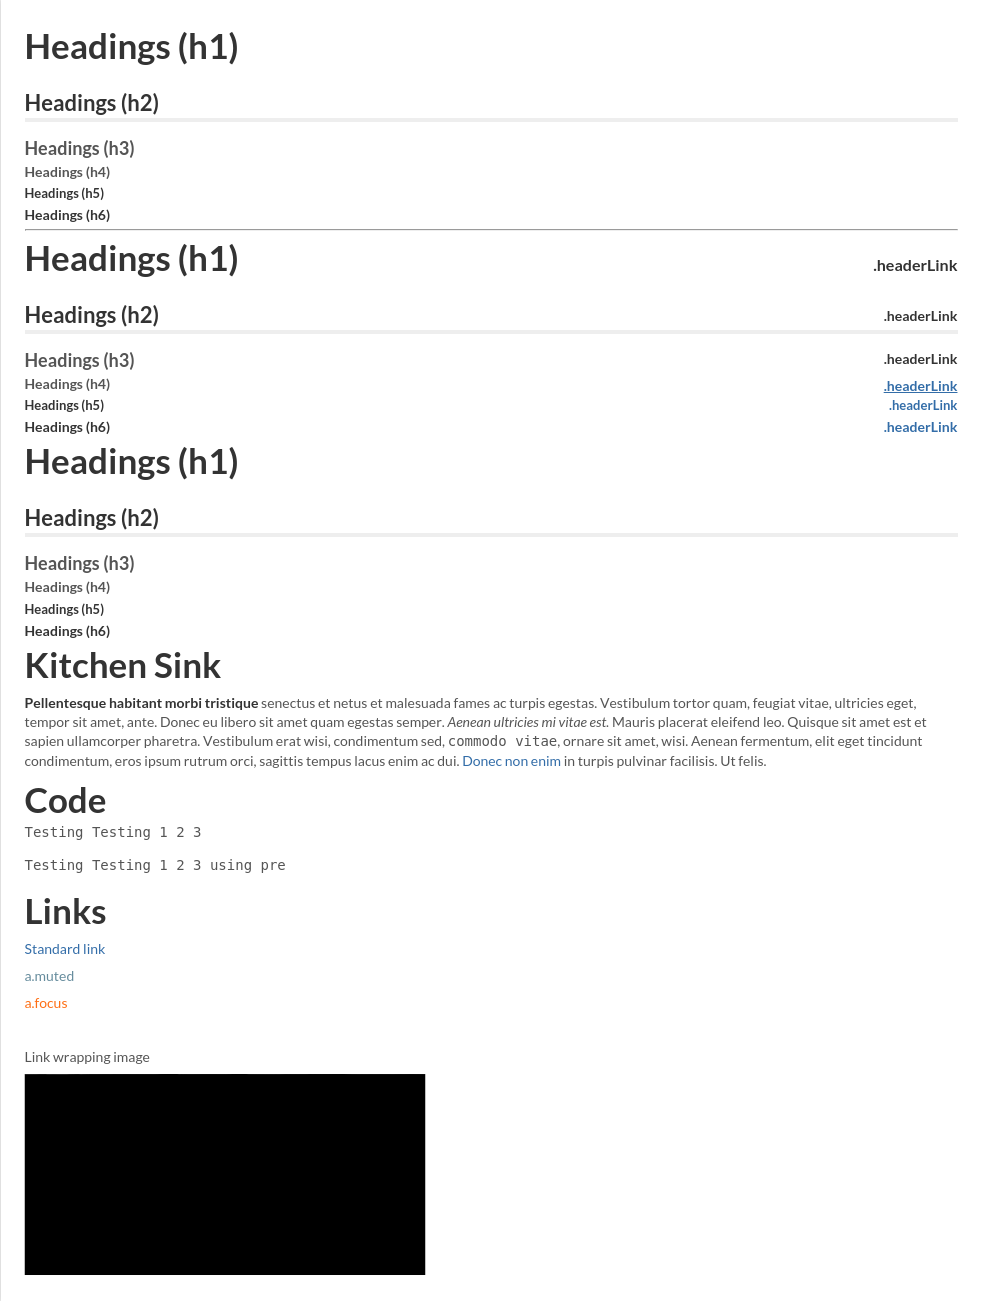 Headings (h1)
Headings (h2)
Headings (h3)
Headings (h4)
Headings (h5)
Headings (h6)
Headings (h1) .headerLink
Headings (h2) .headerLink
Headings (h3) .headerLink
Headings (h4) .headerLink
Headings (h5) .headerLink
Headings (h6) .headerLink
Headings (h1)
Headings (h2)
Headings (h3)
Headings (h4)
Headings (h5)
Headings (h6)
Kitchen Sink
Pellentesque habitant morbi tristique senectus et netus et malesuada fames ac turpis egestas. Vestibulum tortor quam, feugiat vitae, ultricies eget,
tempor sit amet, ante. Donec eu libero sit amet quam egestas semper. Aenean ultricies mi vitae est. Mauris placerat eleifend leo. Quisque sit amet est et
sapien ullamcorper pharetra. Vestibulum erat wisi, condimentum sed, commodo vitae, ornare sit amet, wisi. Aenean fermentum, elit eget tincidunt
condimentum, eros ipsum rutrum orci, sagittis tempus lacus enim ac dui. Donec non enim in turpis pulvinar facilisis. Ut felis.
Code
Testing Testing 1 2 3
Testing Testing 1 2 3 using pre
Links
Standard link
a.muted
a.focus
Link wrapping image